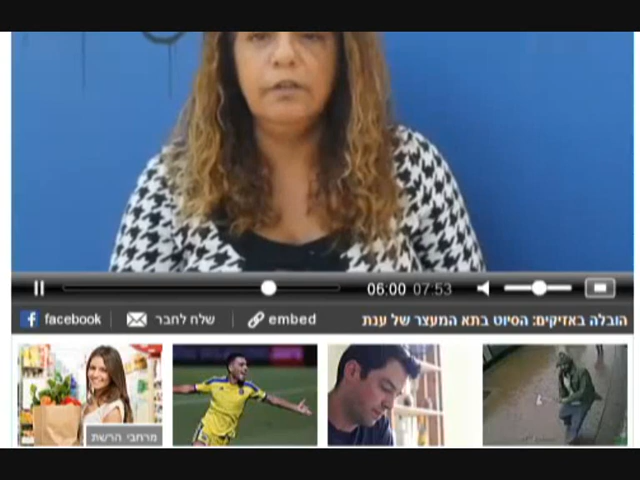 06:00 07:53
facebook שלח לחבר embed הובלה באזיקים: הסיוט בתא המעצר של ענת
מרחבי הרשת